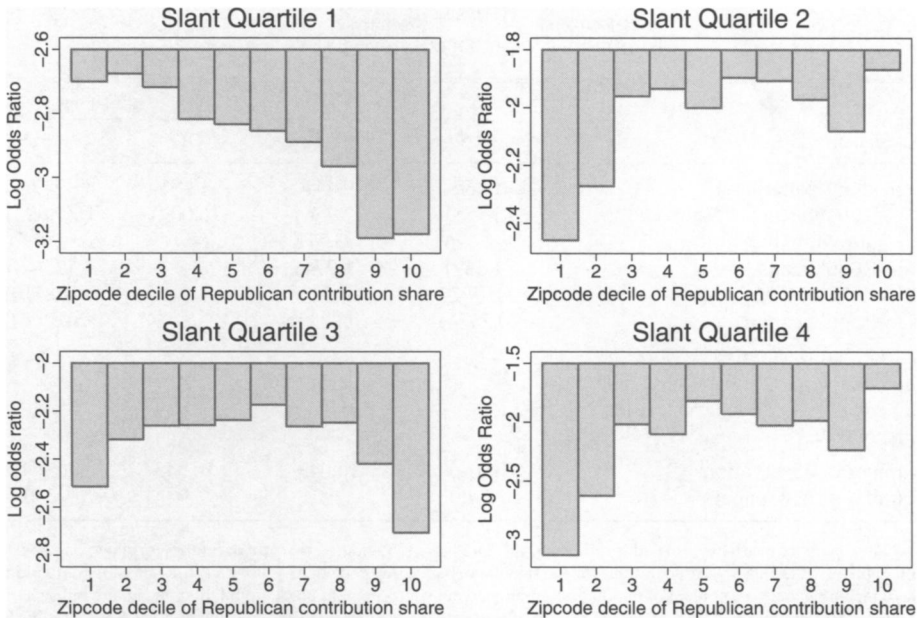 Slant Quartile 1
Log Odds Ratio
−2.6
−2.8
−3
−3.2
1 2 3 4 5 6 7 8 9 10
Zipcode decile of Republican contribution share
Slant Quartile 2
Log Odds Ratio
−1.8
−2
−2.2
−2.4
1 2 3 4 5 6 7 8 9 10
Zipcode decile of Republican contribution share
Slant Quartile 3
Log odds ratio
−2
−2.2
−2.4
−2.6
−2.8
1 2 3 4 5 6 7 8 9 10
Zipcode decile of Republican contribution share
Slant Quartile 4
Log Odds Ratio
−1.5
−2
−2.5
−3
1 2 3 4 5 6 7 8 9 10
Zipcode decile of Republican contribution share